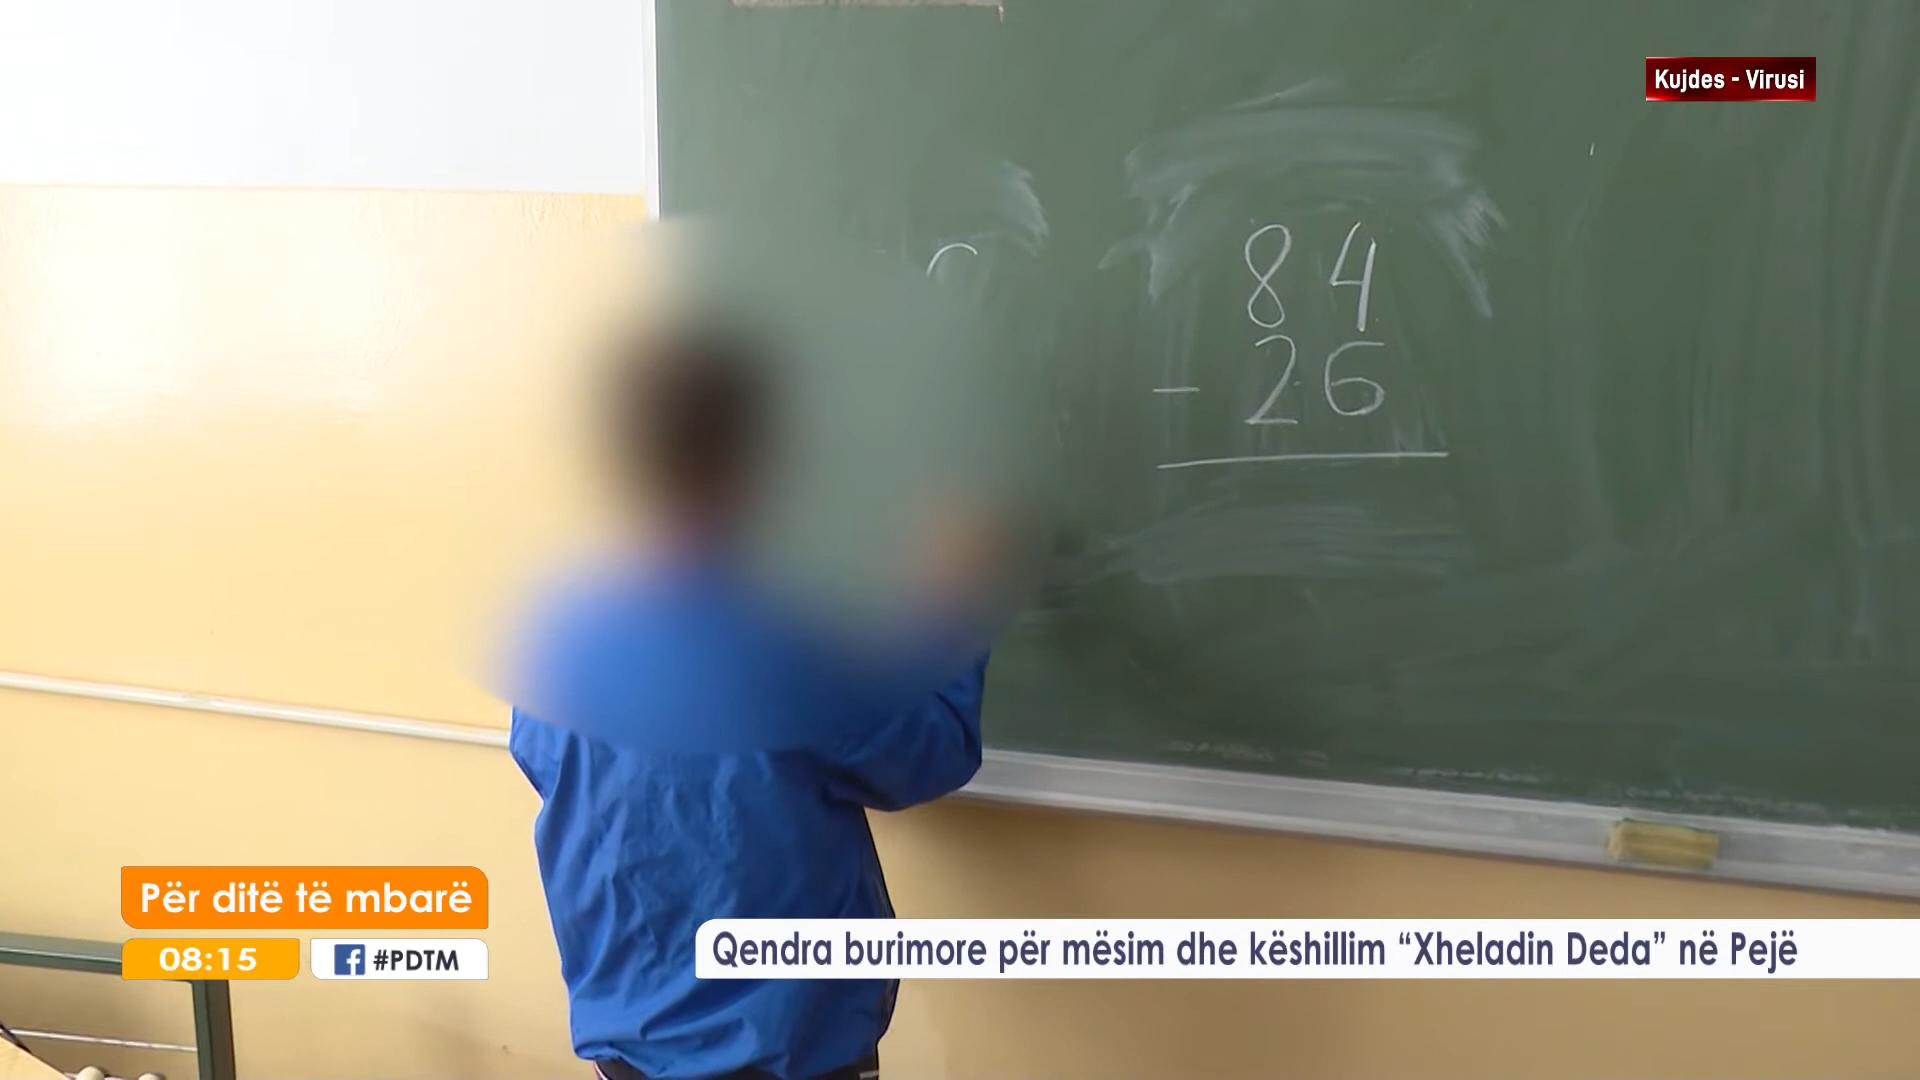 Kujdes - Virusi
84
- 26
Për ditë të mbarë
08:15
#PDTM
Qendra burimore për mësim dhe këshillim “Xheladin Deda” në Pejë